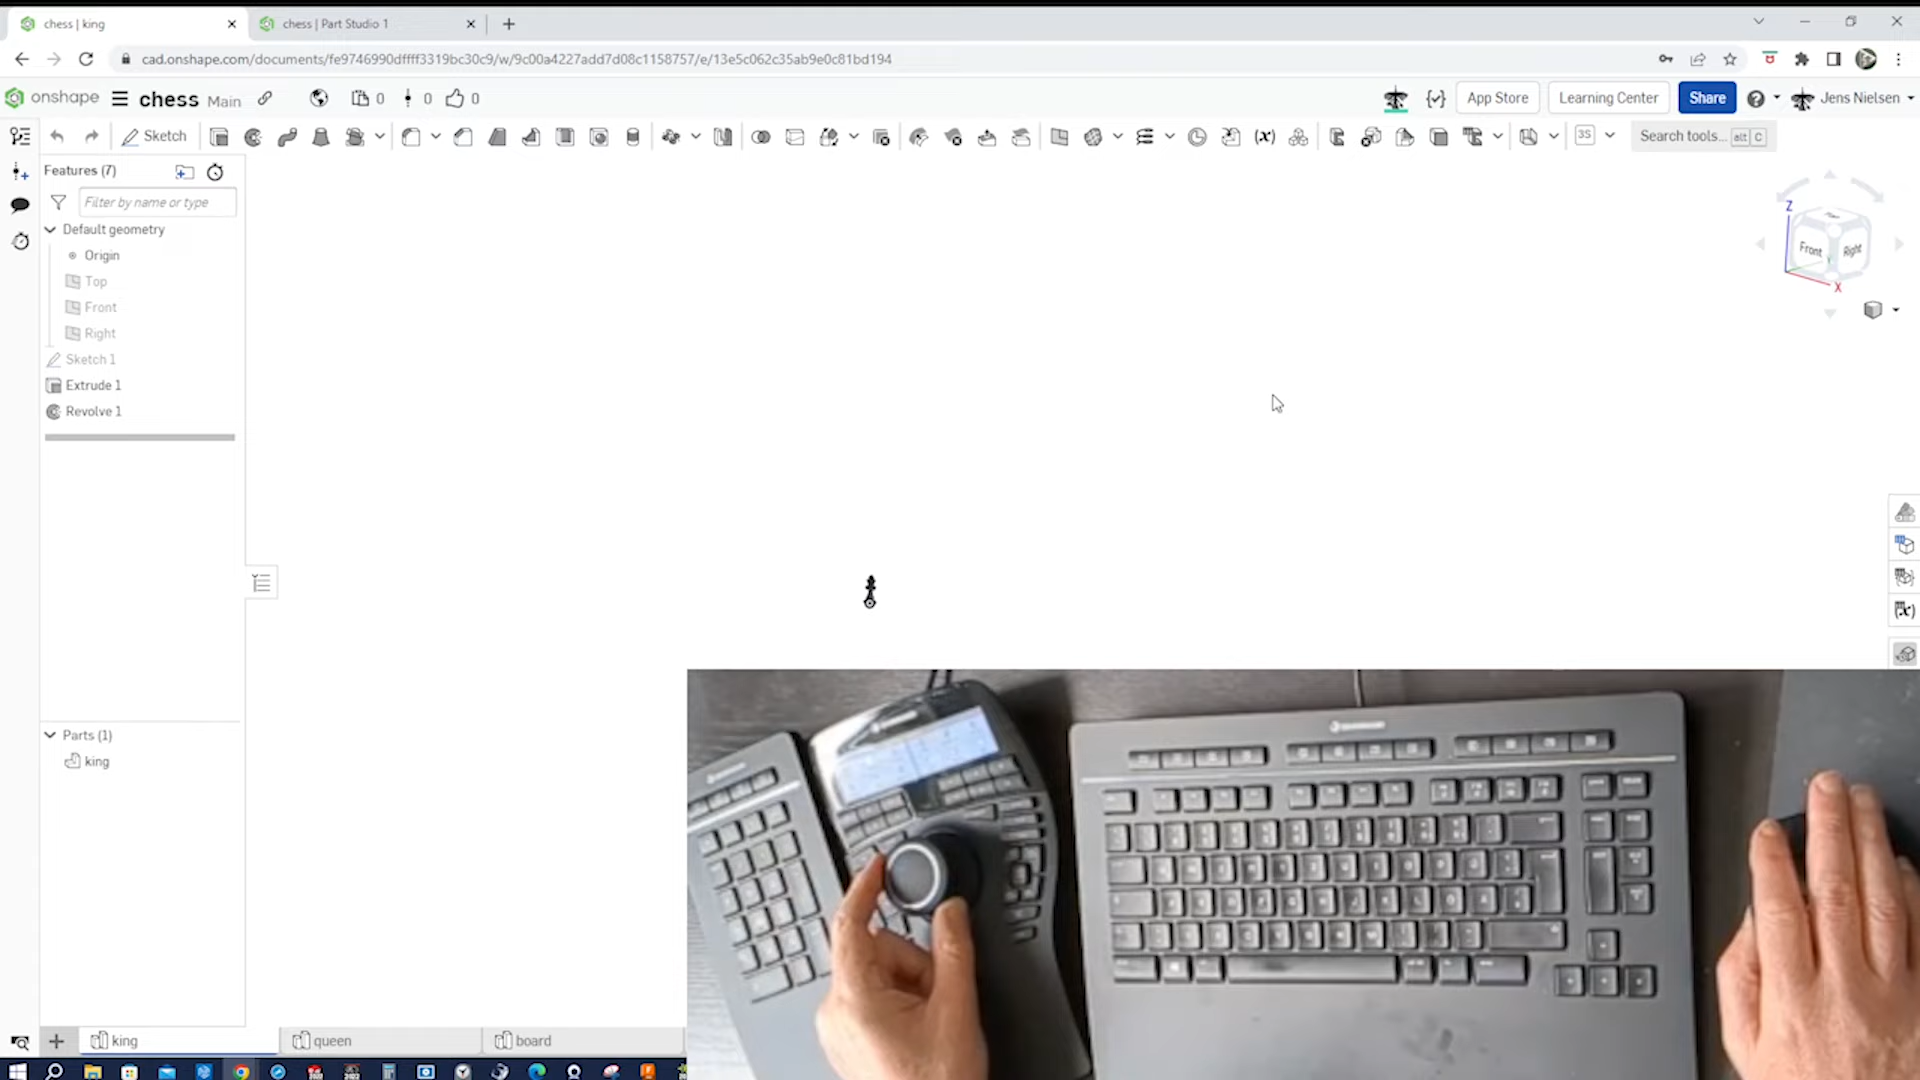 chess | king
chess | Part Studio 1
cad.onshape.com/documents/fe9746990dffff3319bc30c9/w/9c00a4227add7d08c1158757/e/13e5c062c35ab9e0c81bd194
onshape
chess Main
0
0
0
App Store
Learning Center
Share
Jens Nielsen
Sketch
(x)
3S
Search tools... alt C
Features (7)
Filter by name or type
Default geometry
Origin
Top
Front
Right
Sketch 1
Extrude 1
Revolve 1
Z
Front
Right
X
(x)
Parts (1)
king
king
queen
board